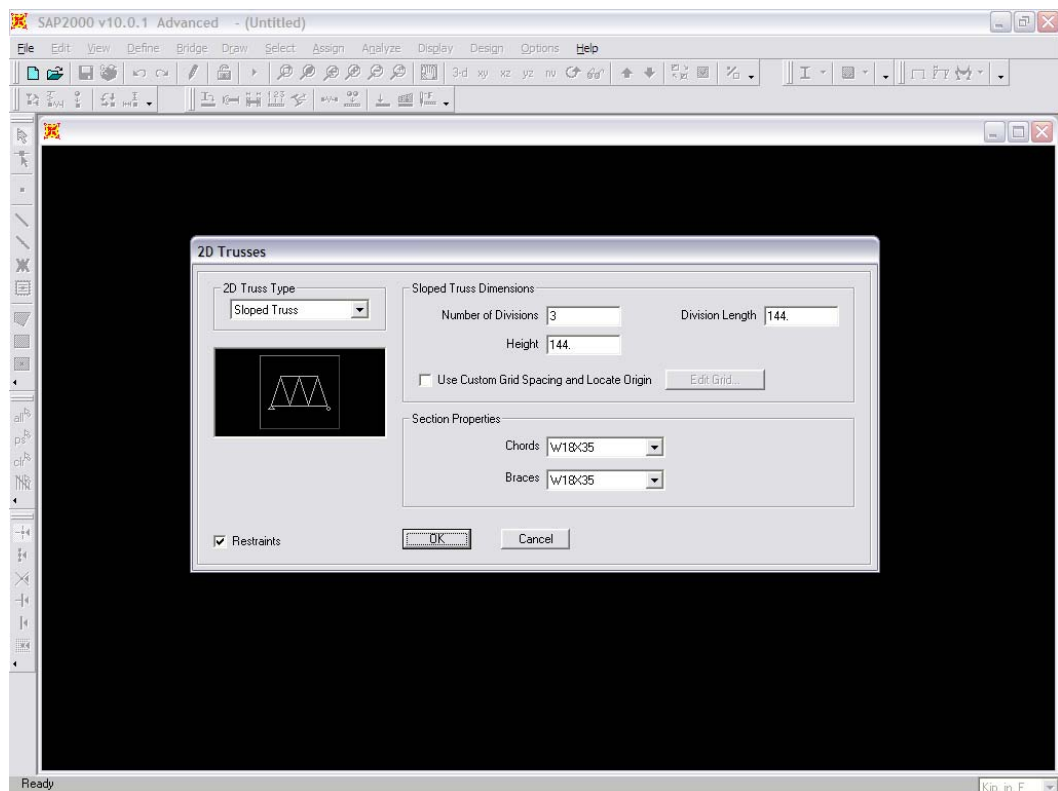 SAP2000 v10.0.1 Advanced - (Untitled)
File Edit View Define Bridge Draw Select Assign Analyze Display Design Options Help
3-d xy xz yz nv
2D Trusses
2D Truss Type
Sloped Truss
Sloped Truss Dimensions
Number of Divisions 3
Division Length 144.
Height 144.
Use Custom Grid Spacing and Locate Origin
Edit Grid...
Section Properties
Chords W18X35
Braces W18X35
Restraints
OK
Cancel
all
ps
clr
Ready
Kip, in, F